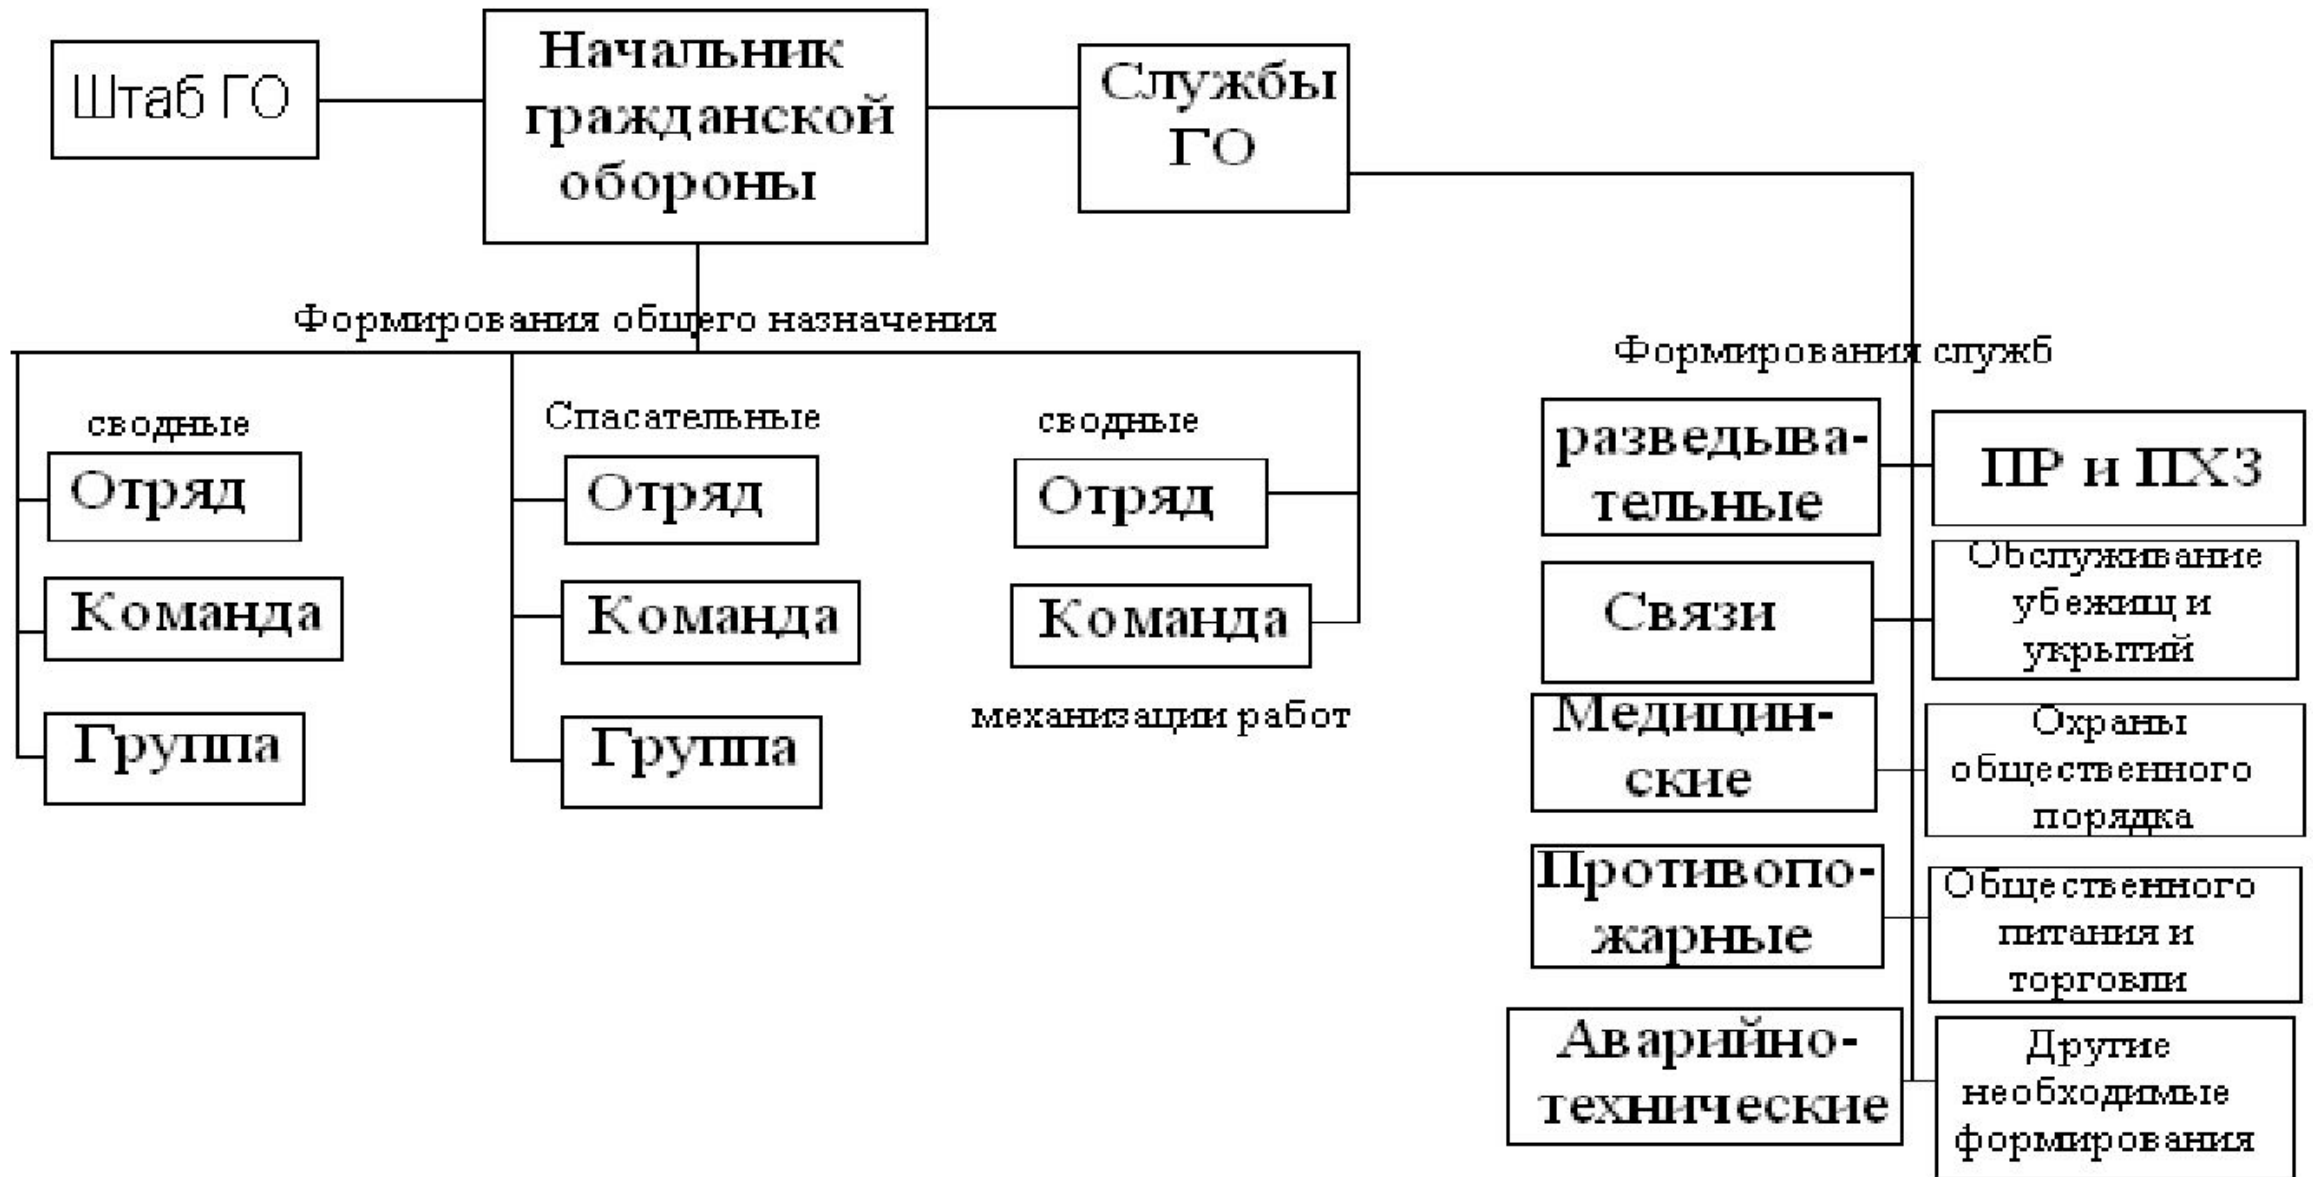 Штаб ГО
Начальник
гражданской
обороны
Службы
ГО
Формирования общего назначения
сводные
Отряд
Команда
Группа
Спасательные
Отряд
Команда
Группа
сводные
Отряд
Команда
механизации работ
Формирования служб
разведыва-
тельные
Связи
Медицин-
ские
Противопо-
жарные
Аварийно-
технические
ПР и ПХЗ
Обслуживание
убежищ и
укрытий
Охраны
общественного
порядка
Общественного
питания и
торговли
Другие
необходимые
формирования